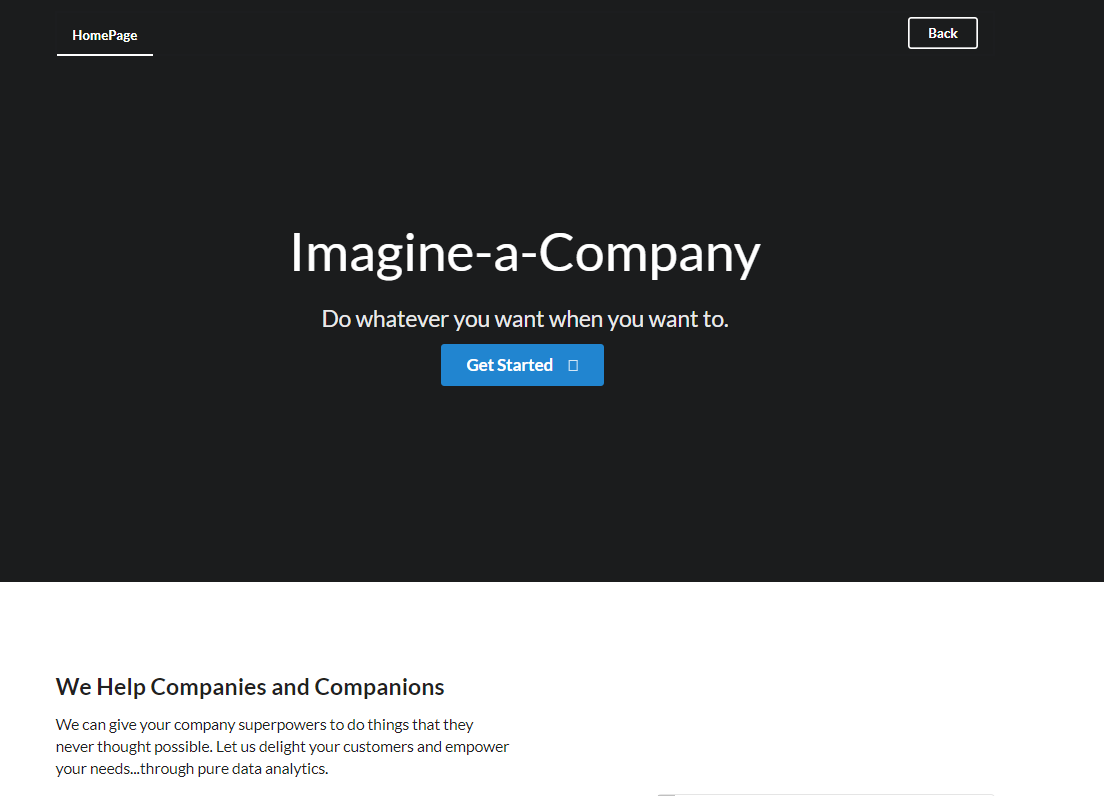 HomePage
Back
Imagine-a-Company
Do whatever you want when you want to.
Get Started
We Help Companies and Companions
We can give your company superpowers to do things that they
never thought possible. Let us delight your customers and empower
your needs...through pure data analytics.